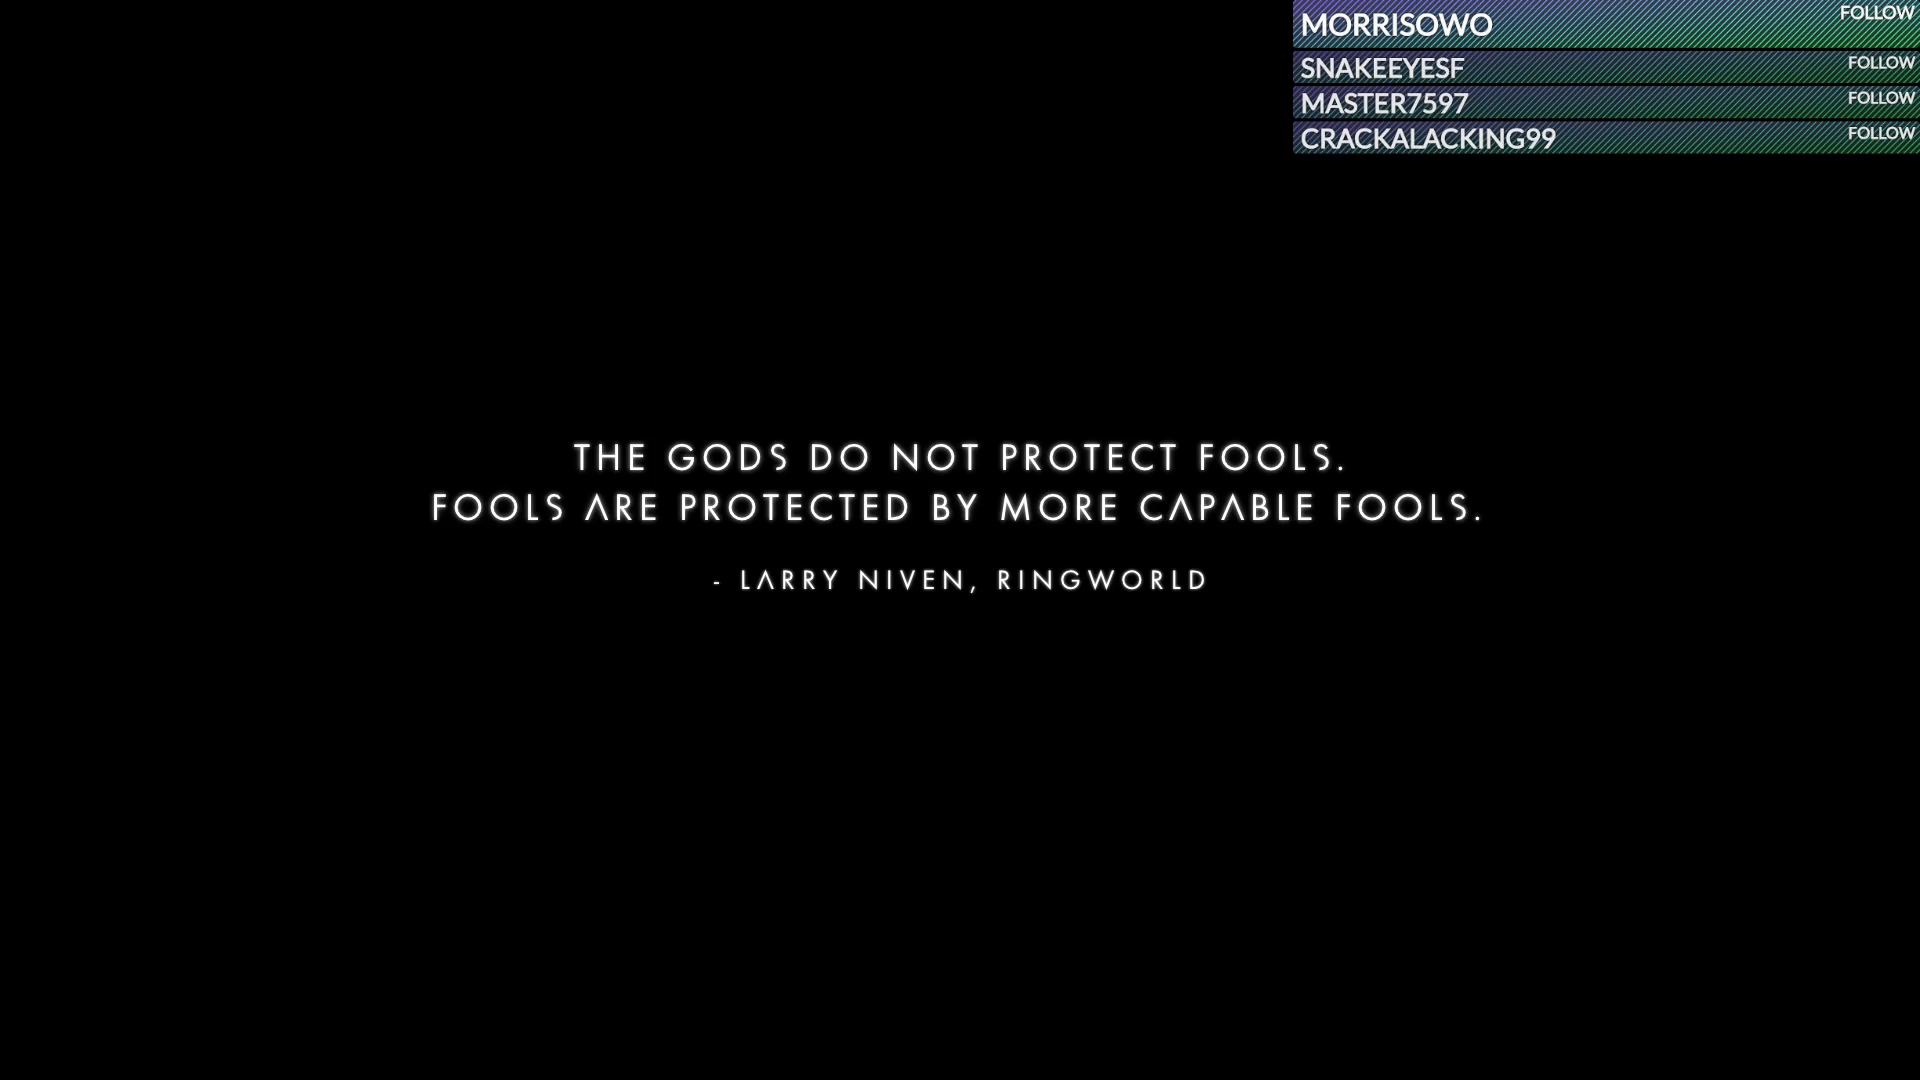 MORRISOWO FOLLOW
SNAKEEYESF FOLLOW
MASTER7597 FOLLOW
CRACKALACKING99 FOLLOW
THE GODS DO NOT PROTECT FOOLS.
FOOLS ARE PROTECTED BY MORE CAPABLE FOOLS.
- LARRY NIVEN, RINGWORLD